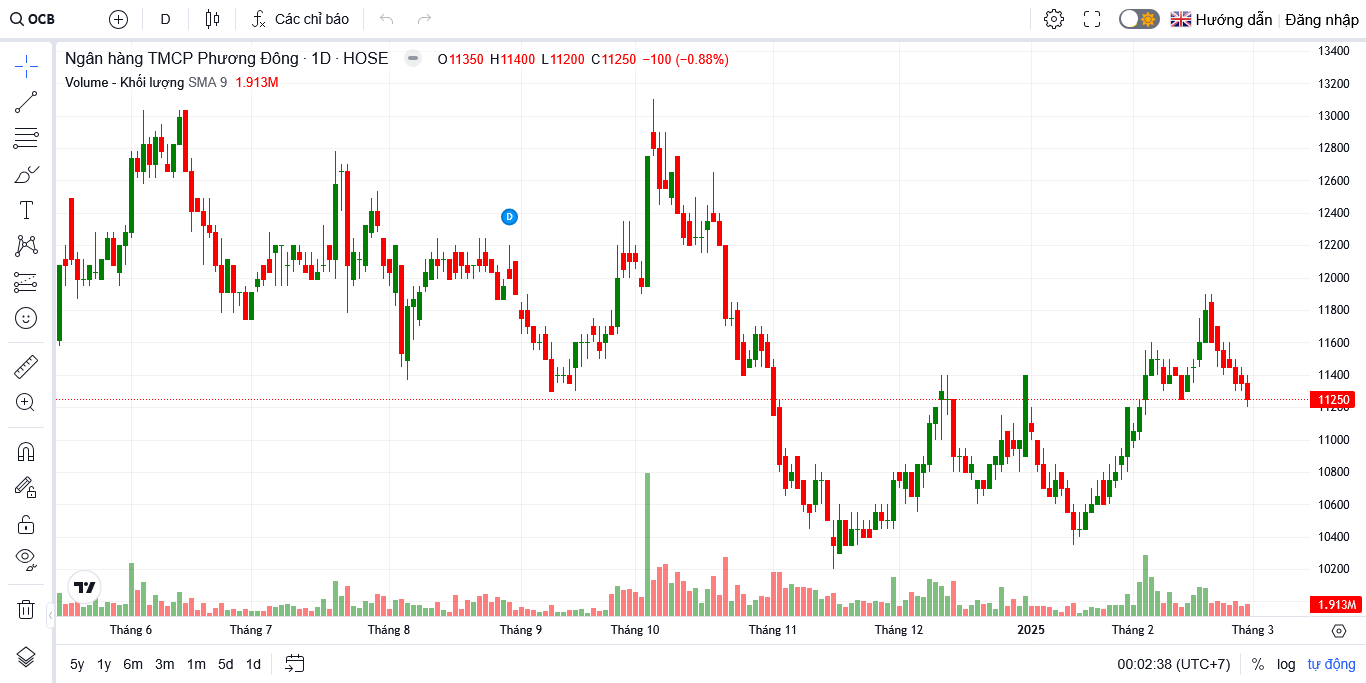 OCB D Các chỉ báo Hướng dẫn Đăng nhập
Ngân hàng TMCP Phương Đông · 1D · HOSE O11350 H11400 L11200 C11250 −100 (−0.88%)
Volume - Khối lượng SMA 9 1.913M
D
13400
13200
13000
12800
12600
12400
12200
12000
11800
11600
11400
11250
11200
11000
10800
10600
10400
10200
1.913M
Tháng 6 Tháng 7 Tháng 8 Tháng 9 Tháng 10 Tháng 11 Tháng 12 2025 Tháng 2 Tháng 3
5y 1y 6m 3m 1m 5d 1d 00:02:38 (UTC+7) % log tự động